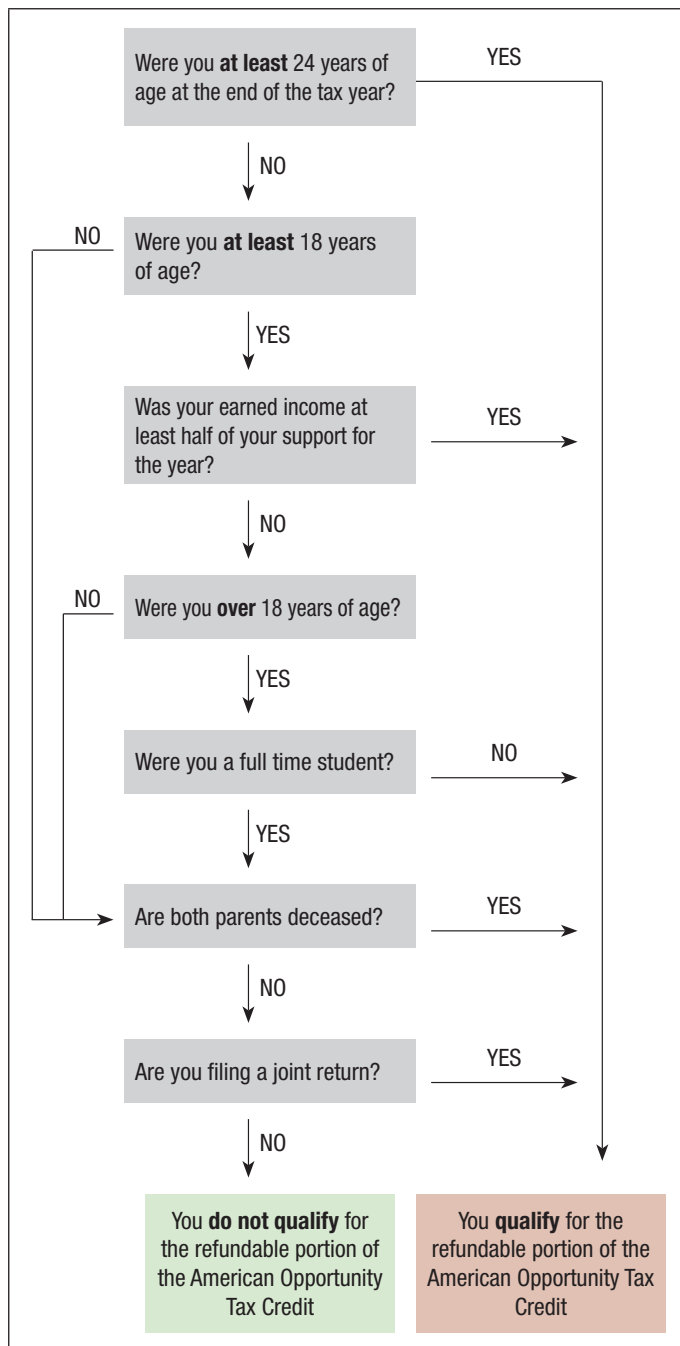 Were you at least 24 years of
age at the end of the tax year?
YES
NO
NO
Were you at least 18 years
of age?
YES
Was your earned income at
least half of your support for
the year?
YES
NO
NO
Were you over 18 years of age?
YES
Were you a full time student?
NO
YES
Are both parents deceased?
YES
NO
Are you filing a joint return?
YES
NO
You do not qualify for
the refundable portion of
the American Opportunity
Tax Credit
You qualify for the
refundable portion of the
American Opportunity Tax
Credit